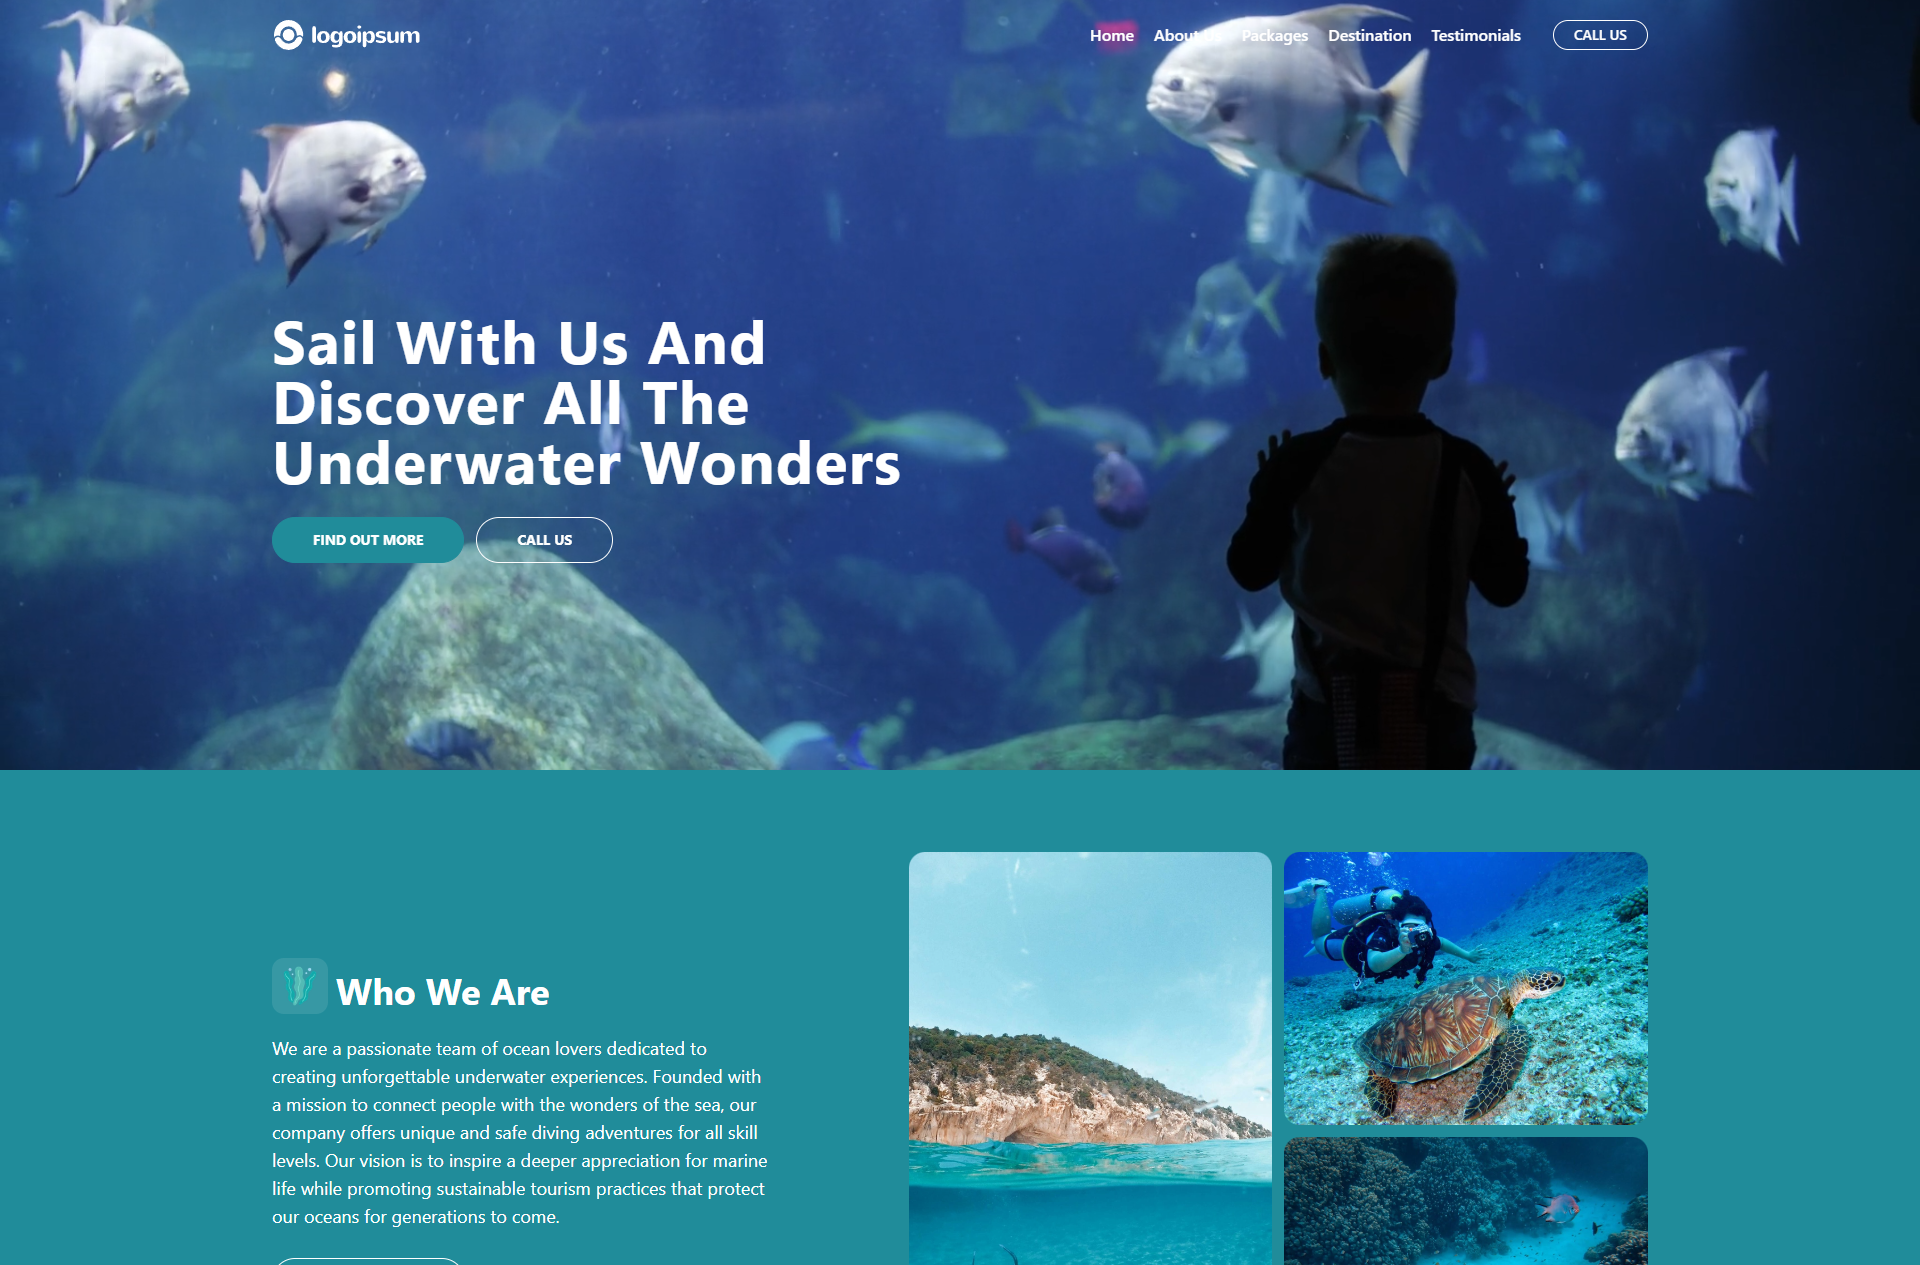 logoipsum
Home About Us Packages Destination Testimonials CALL US
Sail With Us And
Discover All The
Underwater Wonders
FIND OUT MORE CALL US
Who We Are
We are a passionate team of ocean lovers dedicated to
creating unforgettable underwater experiences. Founded with
a mission to connect people with the wonders of the sea, our
company offers unique and safe diving adventures for all skill
levels. Our vision is to inspire a deeper appreciation for marine
life while promoting sustainable tourism practices that protect
our oceans for generations to come.